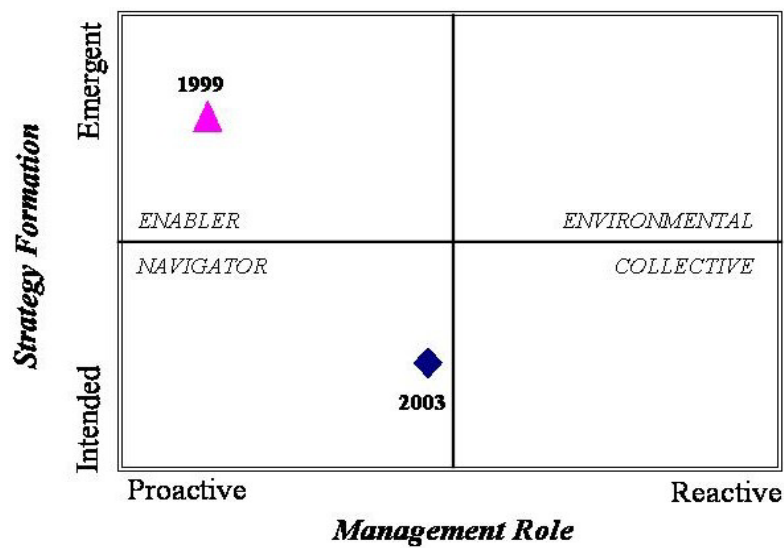 Emergent
1999
Strategy Formation
ENABLER
ENVIRONMENTAL
NAVIGATOR
COLLECTIVE
Intended
2003
Proactive
Reactive
Management Role